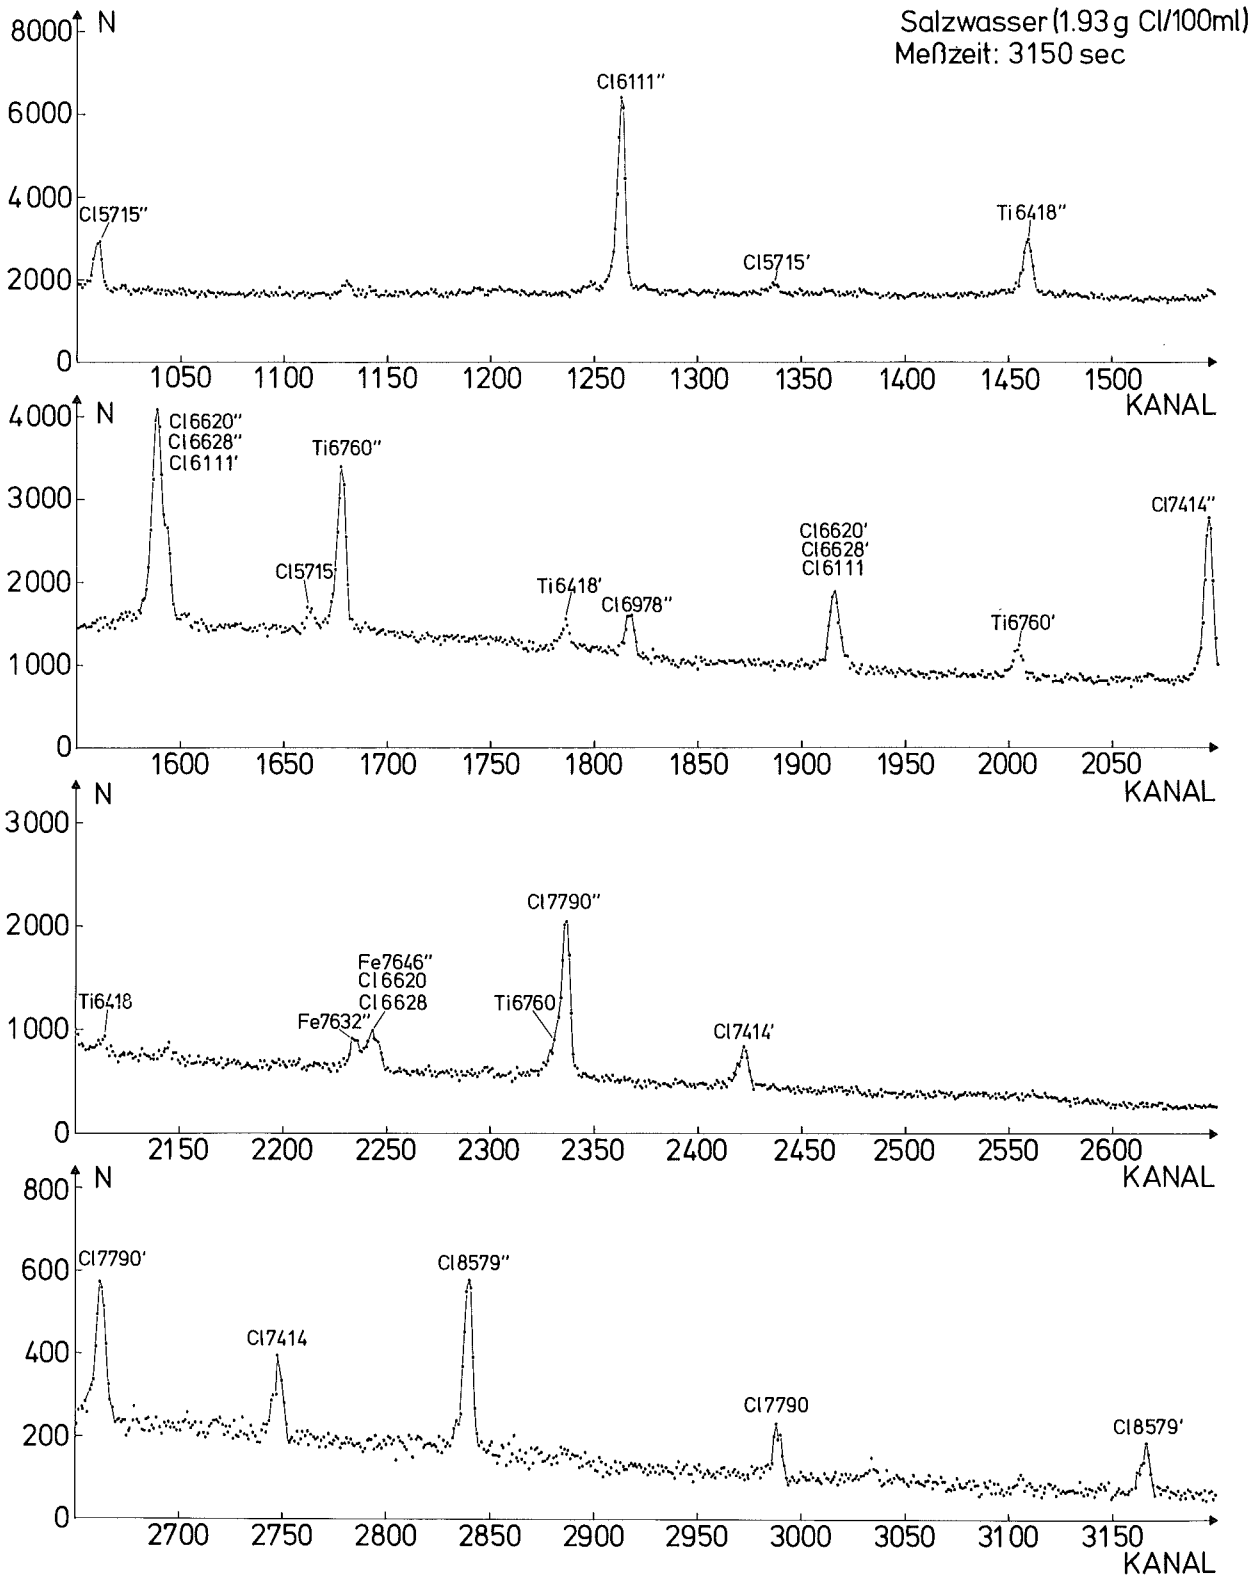 Salzwasser (1.93 g Cl/100ml)
Meßzeit: 3150 sec
N
8000
6000
4000
2000
0
Cl5715"
Cl6111"
Cl5715'
Ti6418"
1050 1100 1150 1200 1250 1300 1350 1400 1450 1500
KANAL
N
4000
3000
2000
1000
0
Cl6620"
Cl6628"
Cl6111'
Cl5715
Ti6760"
Ti6418'
Cl6978"
Cl6620'
Cl6628'
Cl6111
Ti6760'
Cl7414"
1600 1650 1700 1750 1800 1850 1900 1950 2000 2050
KANAL
N
3000
2000
1000
0
Ti6418
Fe7632"
Fe7646"
Cl6620
Cl6628
Ti6760
Cl7790"
Cl7414'
2150 2200 2250 2300 2350 2400 2450 2500 2550 2600
KANAL
N
800
600
400
200
0
Cl7790'
Cl7414
Cl8579"
Cl7790
Cl8579'
2700 2750 2800 2850 2900 2950 3000 3050 3100 3150
KANAL